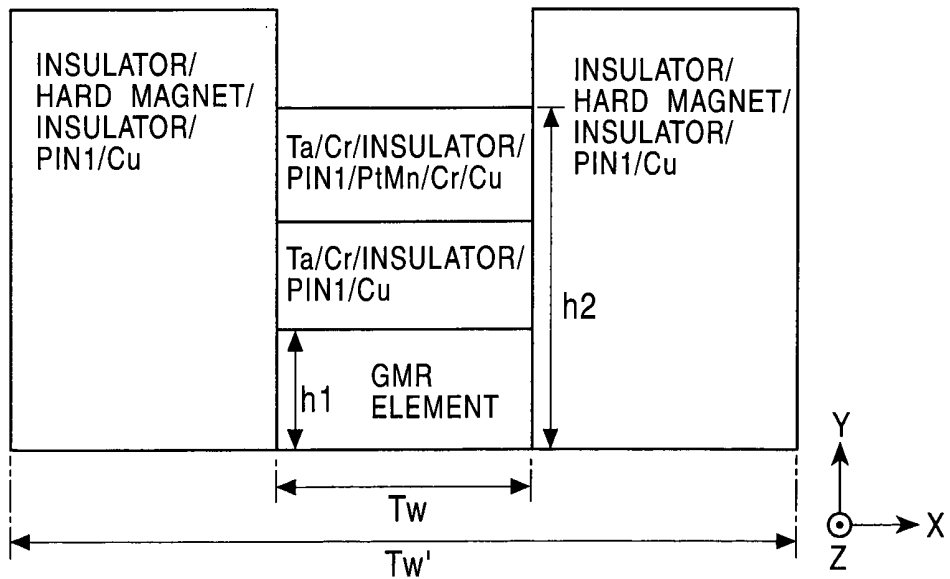 INSULATOR/
HARD MAGNET/
INSULATOR/
PIN1/Cu
Ta/Cr/INSULATOR/
PIN1/PtMn/Cr/Cu
Ta/Cr/INSULATOR/
PIN1/Cu
GMR
ELEMENT
h1
h2
INSULATOR/
HARD MAGNET/
INSULATOR/
PIN1/Cu
Tw
Tw'
Y
X
Z